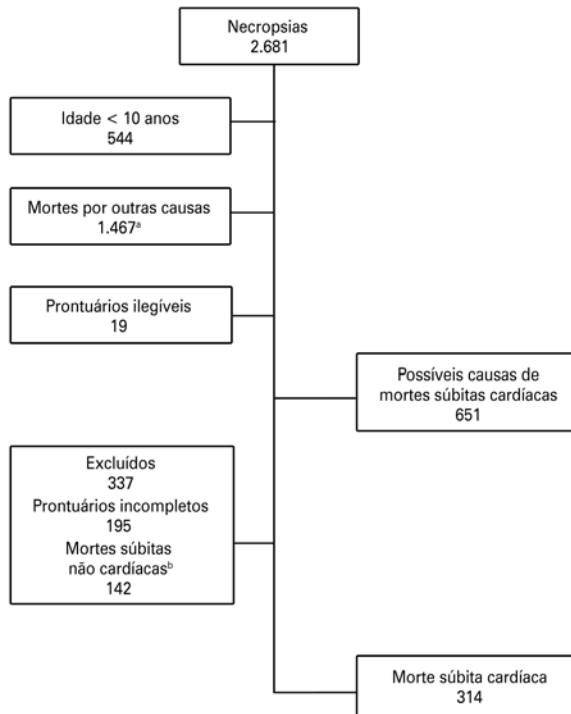 Necropsias
2.681
Idade < 10 anos
544
Mortes por outras causas
1.467ª
Prontuários ilegíveis
19
Possíveis causas de
mortes súbitas cardíacas
651
Excluídos
337
Prontuários incompletos
195
Mortes súbitas
não cardíacasᵇ
142
Morte súbita cardíaca
314